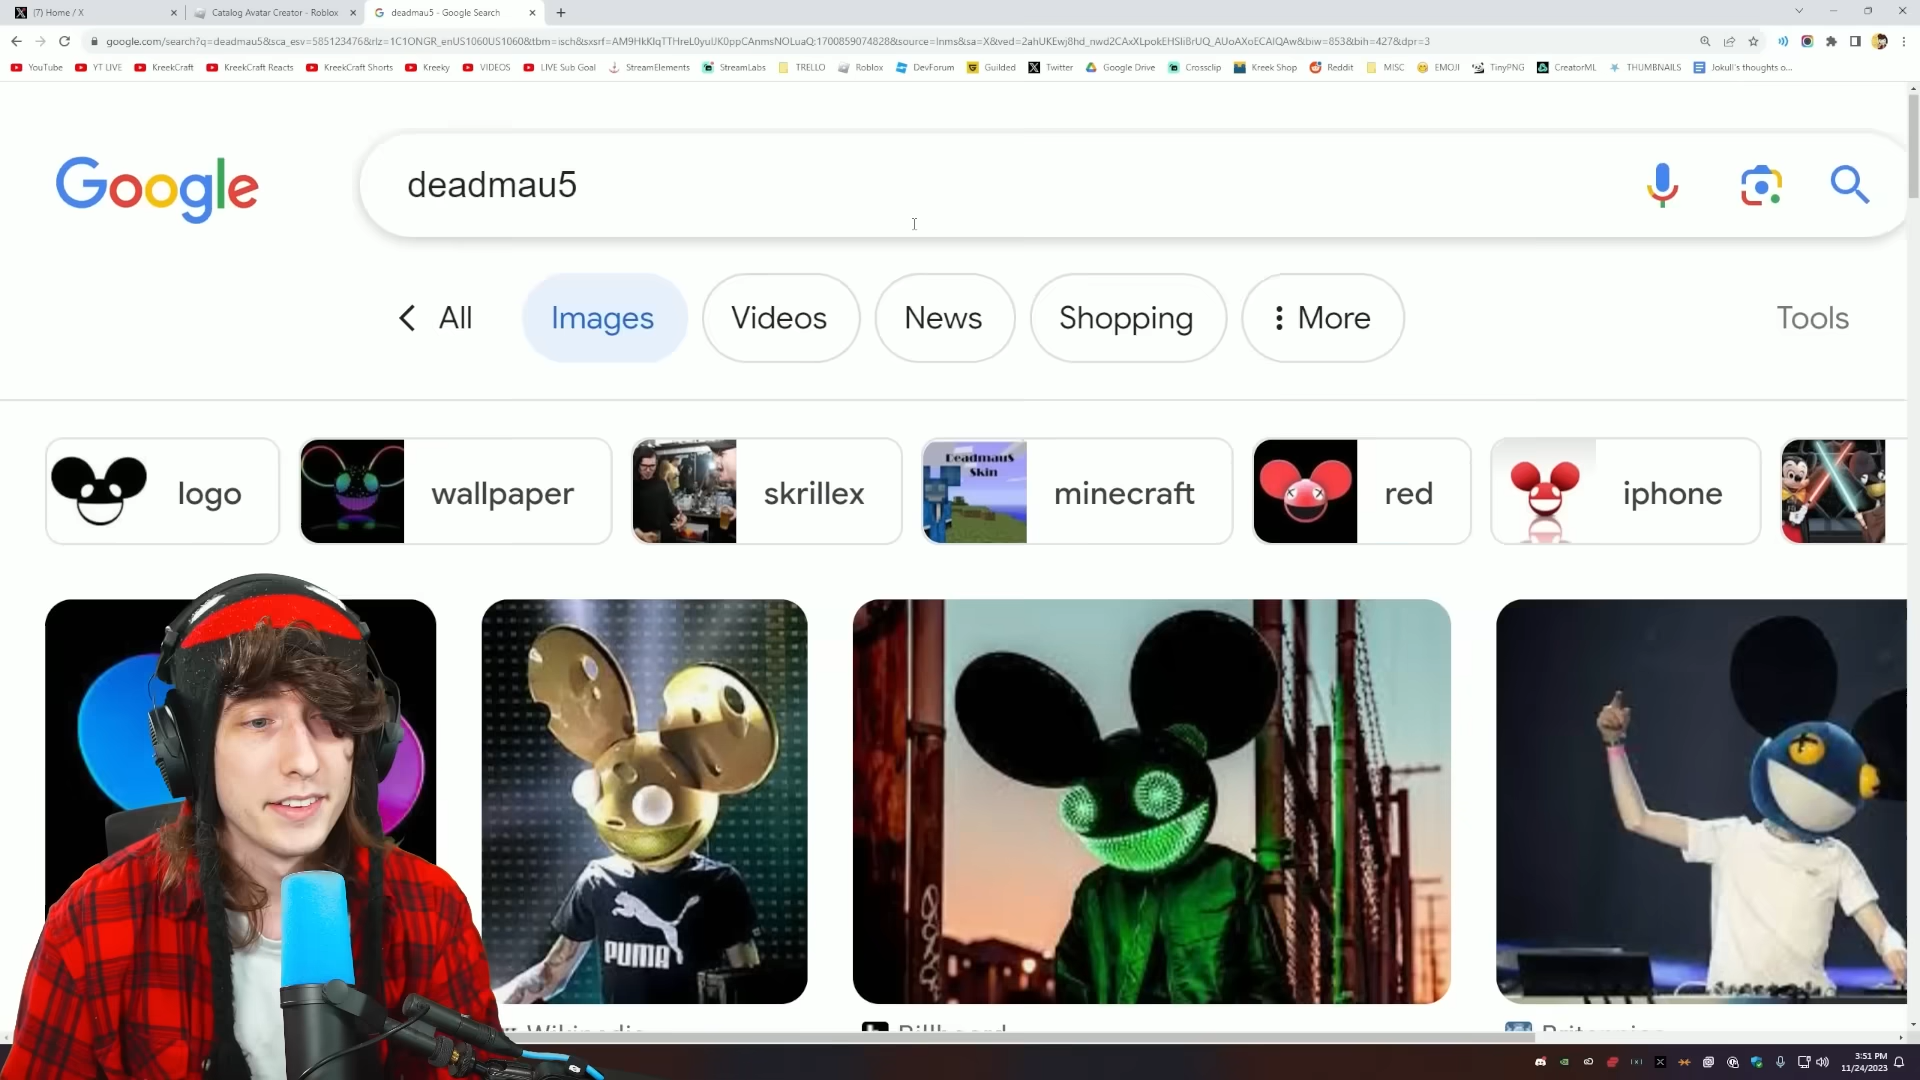 (7) Home / X
Catalog Avatar Creator - Roblox
deadmau5 - Google Search
YouTube YT LIVE KreekCraft KreekCraft Reacts KreekCraft Shorts Kreeky VIDEOS LIVE Sub Goal StreamElements StreamLabs TRELLO Roblox DevForum Guilded Twitter Google Drive Crossclip Kreek Shop Reddit MISC EMOJI TinyPNG CreatorML THUMBNAILS Jokull's thoughts o...
Google
deadmau5
All Images Videos News Shopping More Tools
logo wallpaper skrillex minecraft red iphone
Deadmau5
Skin
PUMA
3:51 PM
11/24/2023